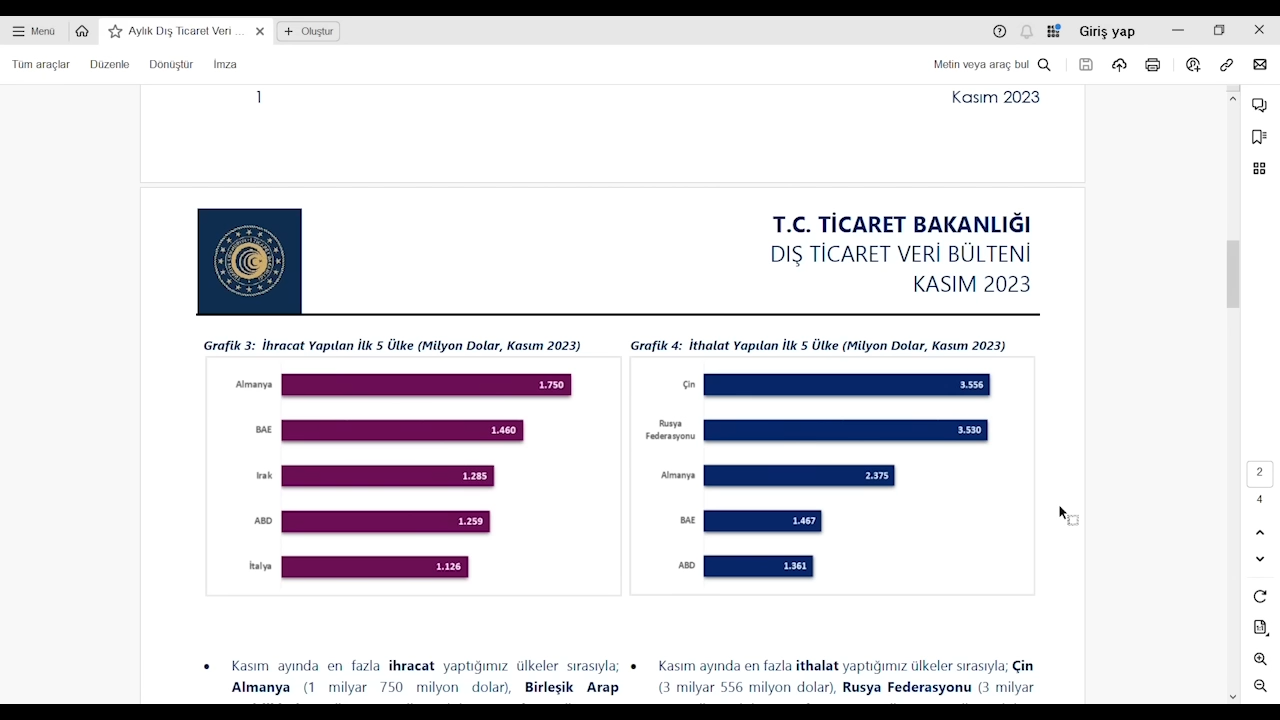 Menü
Aylık Dış Ticaret Veri ...
Oluştur
Giriş yap
Tüm araçlar
Düzenle
Dönüştür
İmza
Metin veya araç bul
1
Kasım 2023
T.C. TİCARET BAKANLIĞI
DIŞ TİCARET VERİ BÜLTENİ
KASIM 2023
Grafik 3: İhracat Yapılan İlk 5 Ülke (Milyon Dolar, Kasım 2023)
Almanya 1.750
BAE 1.460
Irak 1.285
ABD 1.259
İtalya 1.126
Grafik 4: İthalat Yapılan İlk 5 Ülke (Milyon Dolar, Kasım 2023)
Çin 3.556
Rusya
Federasyonu 3.530
Almanya 2.375
BAE 1.467
ABD 1.361
• Kasım ayında en fazla ihracat yaptığımız ülkeler sırasıyla;
Almanya (1 milyar 750 milyon dolar), Birleşik Arap
• Kasım ayında en fazla ithalat yaptığımız ülkeler sırasıyla; Çin
(3 milyar 556 milyon dolar), Rusya Federasyonu (3 milyar
2
4